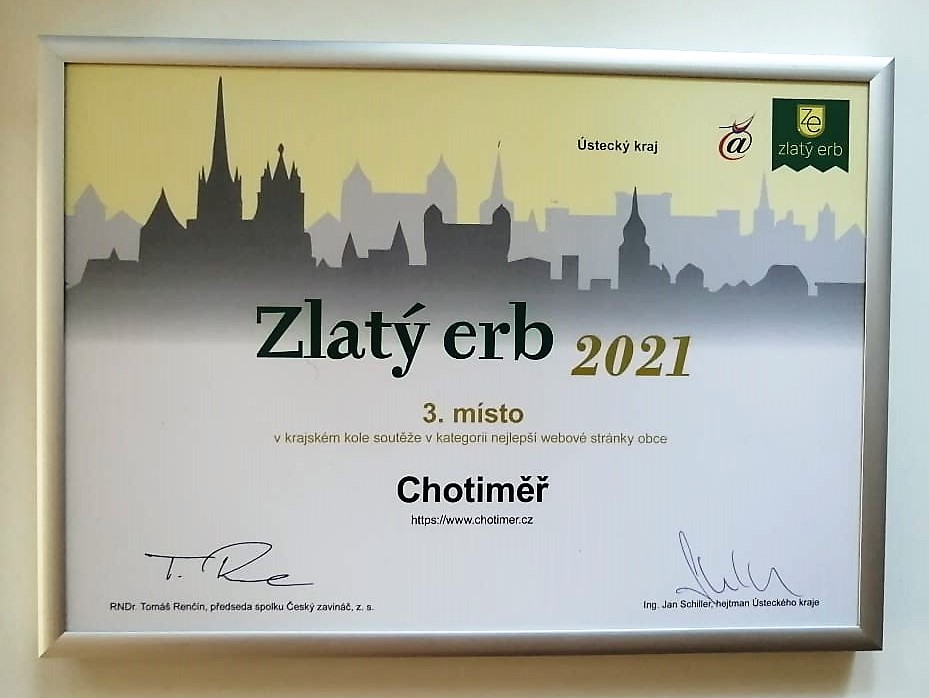 Ústecký kraj
zlatý erb
Zlatý erb 2021
3. místo
v krajském kole soutěže v kategorii nejlepší webové stránky obce
Chotiměř
https://www.chotimer.cz
RNDr. Tomáš Renčín, předseda spolku Český zavináč, z. s.
Ing. Jan Schiller, hejtman Ústeckého kraje